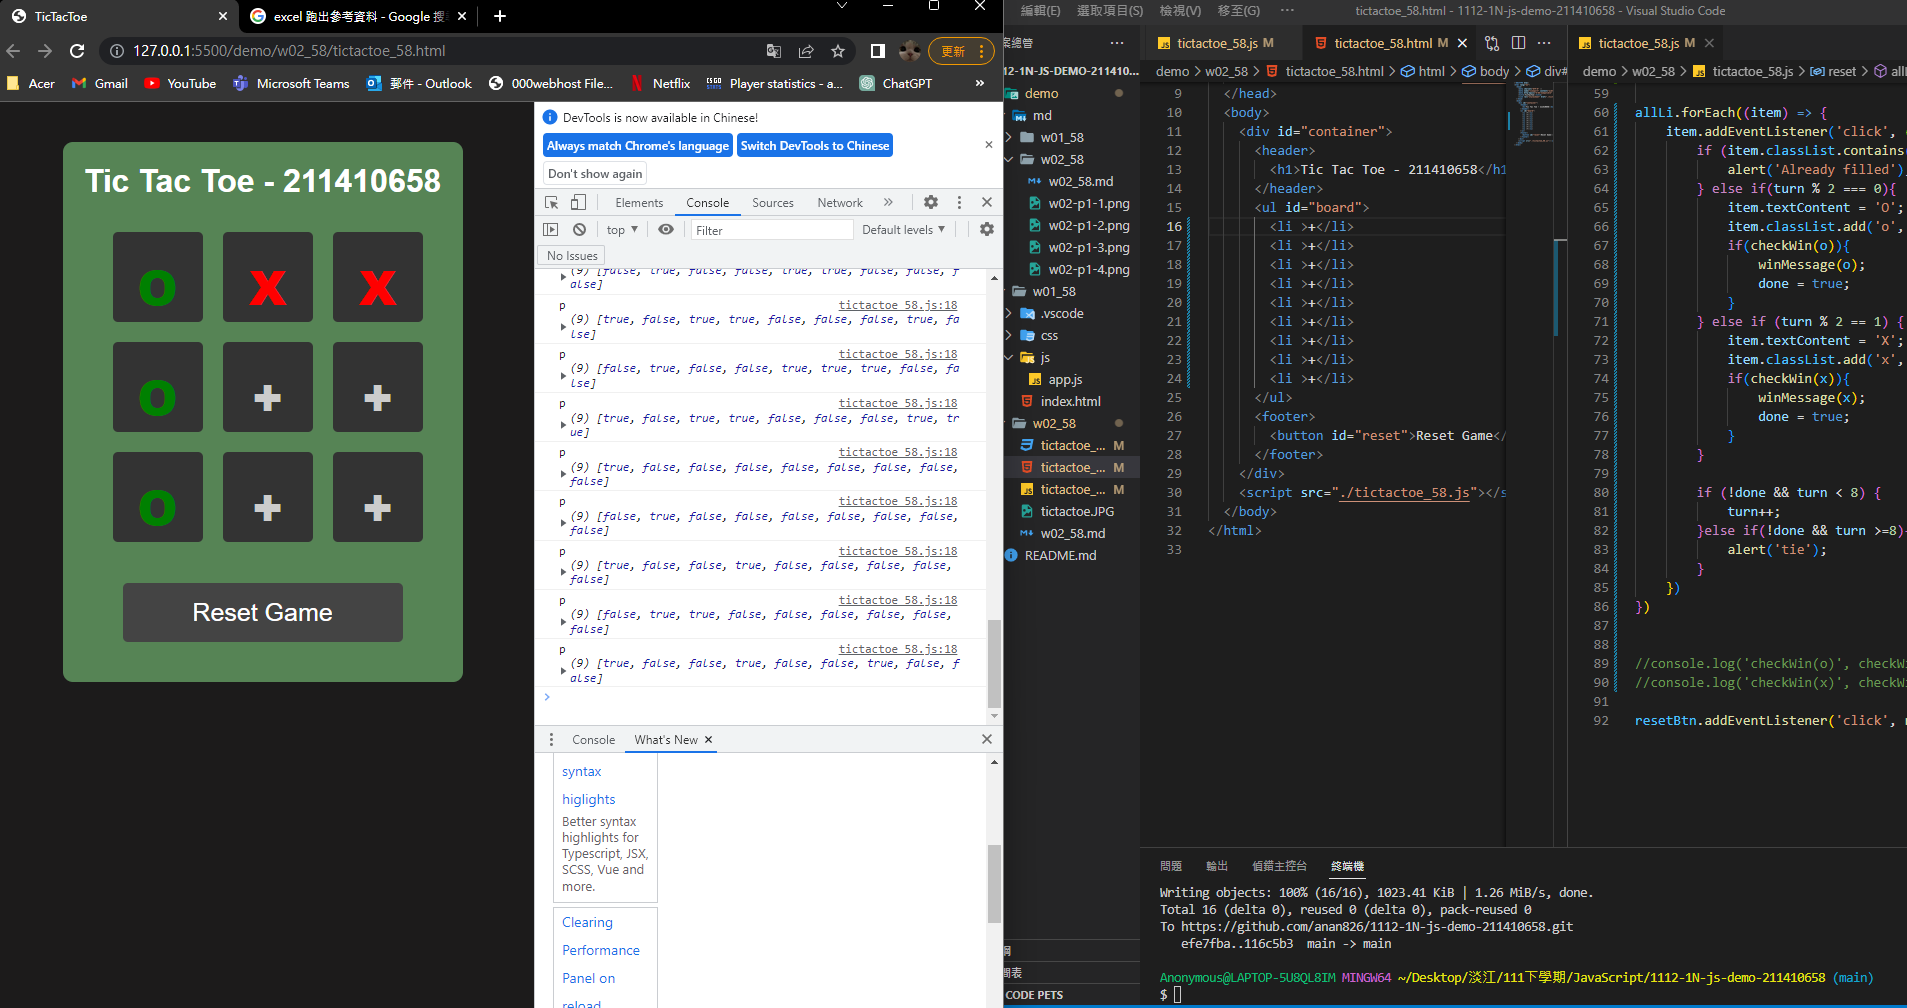 TicTacToe
excel 跑出參考資料 - Google 搜
127.0.0.1:5500/demo/w02_58/tictactoe_58.html
更新
Acer
Gmail
YouTube
Microsoft Teams
郵件 - Outlook
000webhost File...
Netflix
Player statistics - a...
ChatGPT
»
Tic Tac Toe - 211410658
O X X
O + +
O + +
Reset Game
DevTools is now available in Chinese!
Always match Chrome's language
Switch DevTools to Chinese
Don't show again
Elements
Console
Sources
Network
»
top
Filter
Default levels
No Issues
(9) [false, true, false, false, true, true, false, false, f
alse]
p
tictactoe_58.js:18
(9) [true, false, true, true, false, false, false, true, fa
lse]
p
tictactoe_58.js:18
(9) [true, false, false, false, true, true, true, false, fa
lse]
p
tictactoe_58.js:18
(9) [true, false, true, true, false, false, false, true, tr
ue]
p
tictactoe_58.js:18
(9) [true, false, false, false, false, false, false, false,
false]
p
tictactoe_58.js:18
(9) [false, true, false, false, false, false, false, false,
false]
p
tictactoe_58.js:18
(9) [true, false, false, true, false, false, false, false,
false]
p
tictactoe_58.js:18
(9) [false, true, true, false, false, false, false, false,
false]
p
tictactoe_58.js:18
(9) [true, false, false, true, false, false, true, false, f
alse]
Console
What's New
syntax
higlights
Better syntax
highlights for
Typescript, JSX,
SCSS, Vue and
more.
Clearing
Performance
Panel on
reload
編輯(E)
選取項目(S)
檢視(V)
移至(G)
···
tictactoe_58.html - 1112-1N-js-demo-211410658 - Visual Studio Code
案總管
12-1N-JS-DEMO-211410...
demo
md
w01_58
w02_58
w02_58.md
w02-p1-1.png
w02-p1-2.png
w02-p1-3.png
w02-p1-4.png
w01_58
.vscode
css
js
app.js
index.html
w02_58
tictactoe_... M
tictactoe_... M
tictactoe_... M
tictactoeJPG
w02_58.md
README.md
表
CODE PETS
tictactoe_58.js M
tictactoe_58.html M
demo > w02_58 > tictactoe_58.html > html > body > div#
9 </head>
10 <body>
11 <div id="container">
12 <header>
13 <h1>Tic Tac Toe - 211410658</h1
14 </header>
15 <ul id="board">
16 <li >+</li>
17 <li >+</li>
18 <li >+</li>
19 <li >+</li>
20 <li >+</li>
21 <li >+</li>
22 <li >+</li>
23 <li >+</li>
24 <li >+</li>
25 </ul>
26 <footer>
27 <button id="reset">Reset Game</
28 </footer>
29 </div>
30 <script src="./tictactoe_58.js"></s
31 </body>
32 </html>
33
tictactoe_58.js M
demo > w02_58 > tictactoe_58.js > reset > all
59
60 allLi.forEach((item) => {
61 item.addEventListener('click',
62 if (item.classList.contains(
63 alert('Already filled')
64 } else if(turn % 2 === 0){
65 item.textContent = 'O';
66 item.classList.add('o',
67 if(checkWin(o)){
68 winMessage(o);
69 done = true;
70 }
71 } else if (turn % 2 == 1) {
72 item.textContent = 'X';
73 item.classList.add('x',
74 if(checkWin(x)){
75 winMessage(x);
76 done = true;
77 }
78 }
79
80 if (!done && turn < 8) {
81 turn++;
82 }else if(!done && turn >=8)
83 alert('tie');
84 }
85 })
86 })
87
88
89 //console.log('checkWin(o)', checkW
90 //console.log('checkWin(x)', checkW
91
92 resetBtn.addEventListener('click',
問題
輸出
偵錯主控台
終端機
Writing objects: 100% (16/16), 1023.41 KiB | 1.26 MiB/s, done.
Total 16 (delta 0), reused 0 (delta 0), pack-reused 0
To https://github.com/anan826/1112-1N-js-demo-211410658.git
efe7fba..116c5b3 main -> main
Anonymous@LAPTOP-5U8QL8IM MINGW64 ~/Desktop/淡江/111下學期/JavaScript/1112-1N-js-demo-211410658 (main)
$